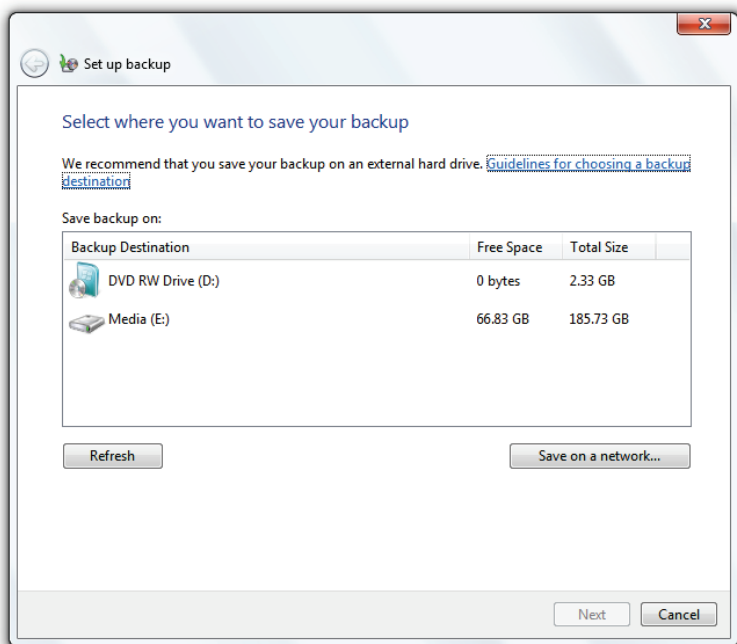 Set up backup
Select where you want to save your backup
We recommend that you save your backup on an external hard drive. Guidelines for choosing a backup
destination
Save backup on:
Backup Destination Free Space Total Size
DVD RW Drive (D:) 0 bytes 2.33 GB
Media (E:) 66.83 GB 185.73 GB
Refresh Save on a network...
Next Cancel